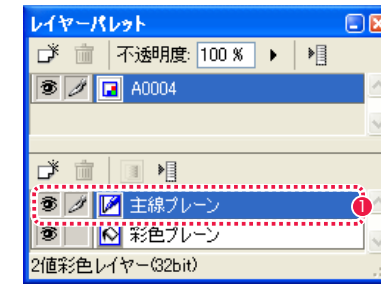 レイヤーパレット
不透明度: 100 %
A0004
主線プレーン
1
彩色プレーン
2値彩色レイヤー(32bit)